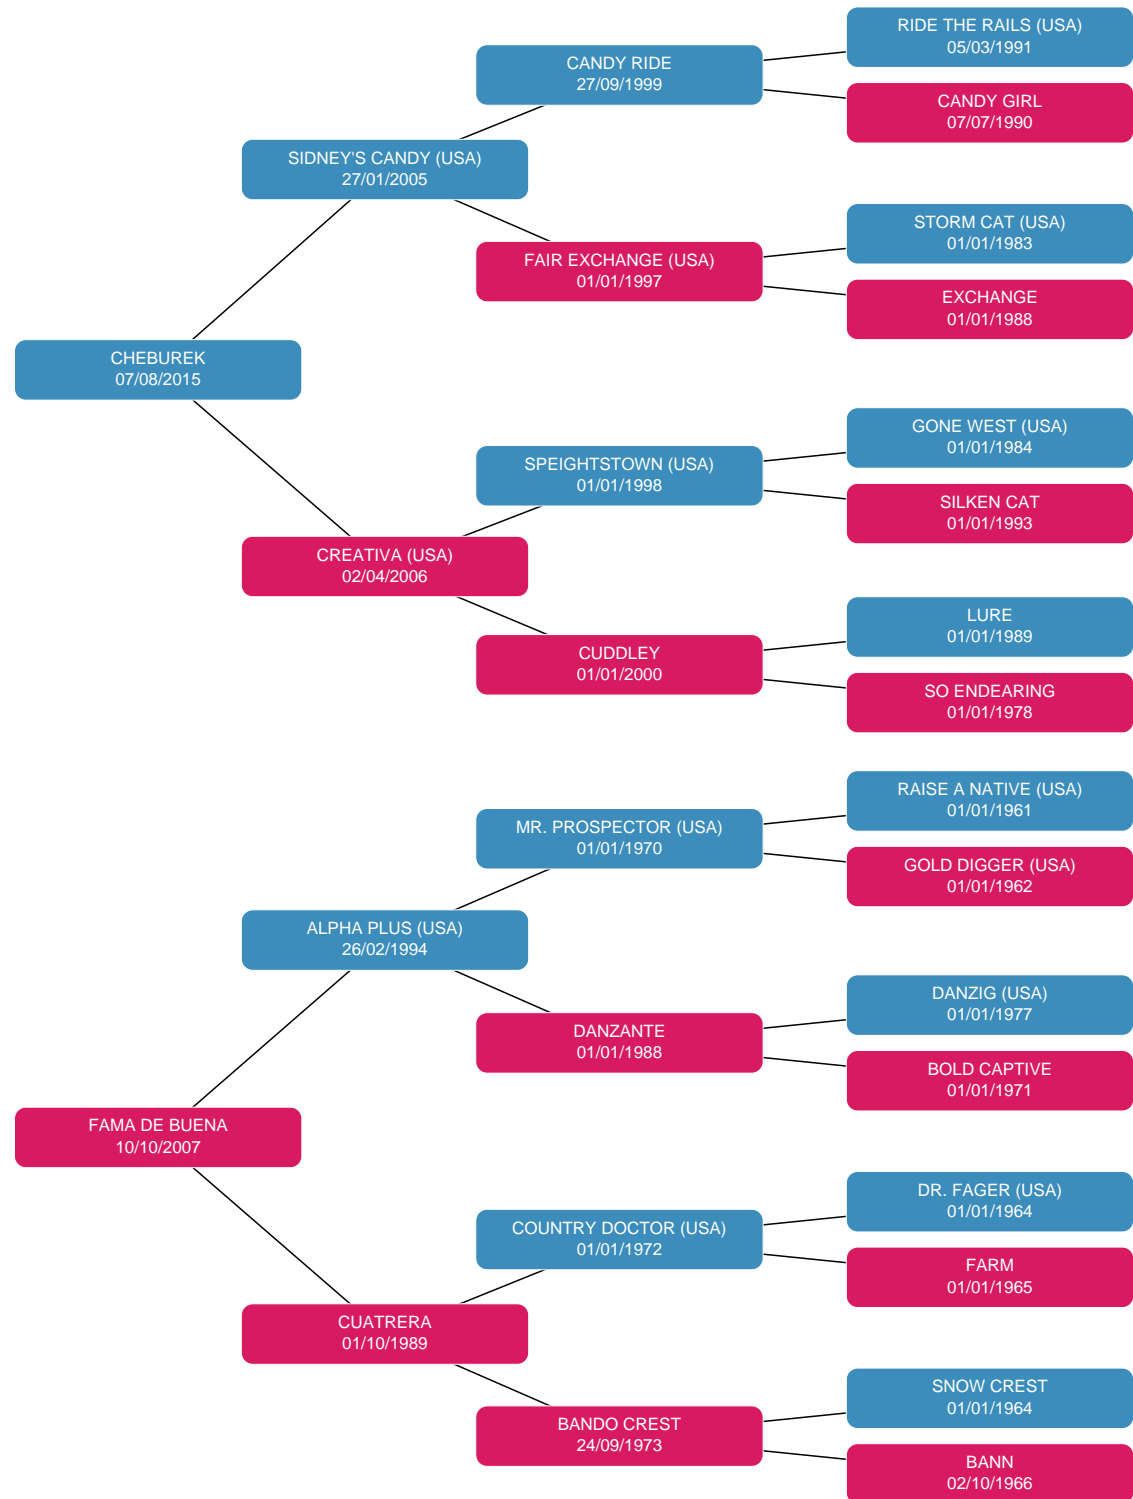 RIDE THE RAILS (USA)
05/03/1991
CANDY RIDE
27/09/1999
CANDY GIRL
07/07/1990
SIDNEY'S CANDY (USA)
27/01/2005
STORM CAT (USA)
01/01/1983
FAIR EXCHANGE (USA)
01/01/1997
EXCHANGE
01/01/1988
CHEBUREK
07/08/2015
GONE WEST (USA)
01/01/1984
SPEIGHTSTOWN (USA)
01/01/1998
SILKEN CAT
01/01/1993
CREATIVA (USA)
02/04/2006
LURE
01/01/1989
CUDDLEY
01/01/2000
SO ENDEARING
01/01/1978
RAISE A NATIVE (USA)
01/01/1961
MR. PROSPECTOR (USA)
01/01/1970
GOLD DIGGER (USA)
01/01/1962
ALPHA PLUS (USA)
26/02/1994
DANZIG (USA)
01/01/1977
DANZANTE
01/01/1988
BOLD CAPTIVE
01/01/1971
FAMA DE BUENA
10/10/2007
DR. FAGER (USA)
01/01/1964
COUNTRY DOCTOR (USA)
01/01/1972
FARM
01/01/1965
CUATRERA
01/10/1989
SNOW CREST
01/01/1964
BANDO CREST
24/09/1973
BANN
02/10/1966